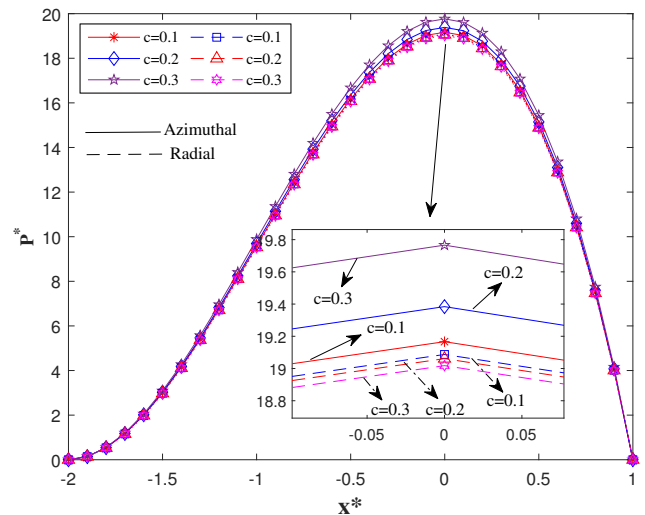 20
18
16
14
12
10
8
6
4
2
0
P*
c=0.1
c=0.2
c=0.3
c=0.1
c=0.2
c=0.3
Azimuthal
Radial
19.8
19.6
19.4
19.2
19
18.8
c=0.3
c=0.2
c=0.1
c=0.3
c=0.2
c=0.1
-0.05
0
0.05
-2
-1.5
-1
-0.5
0
0.5
1
x*